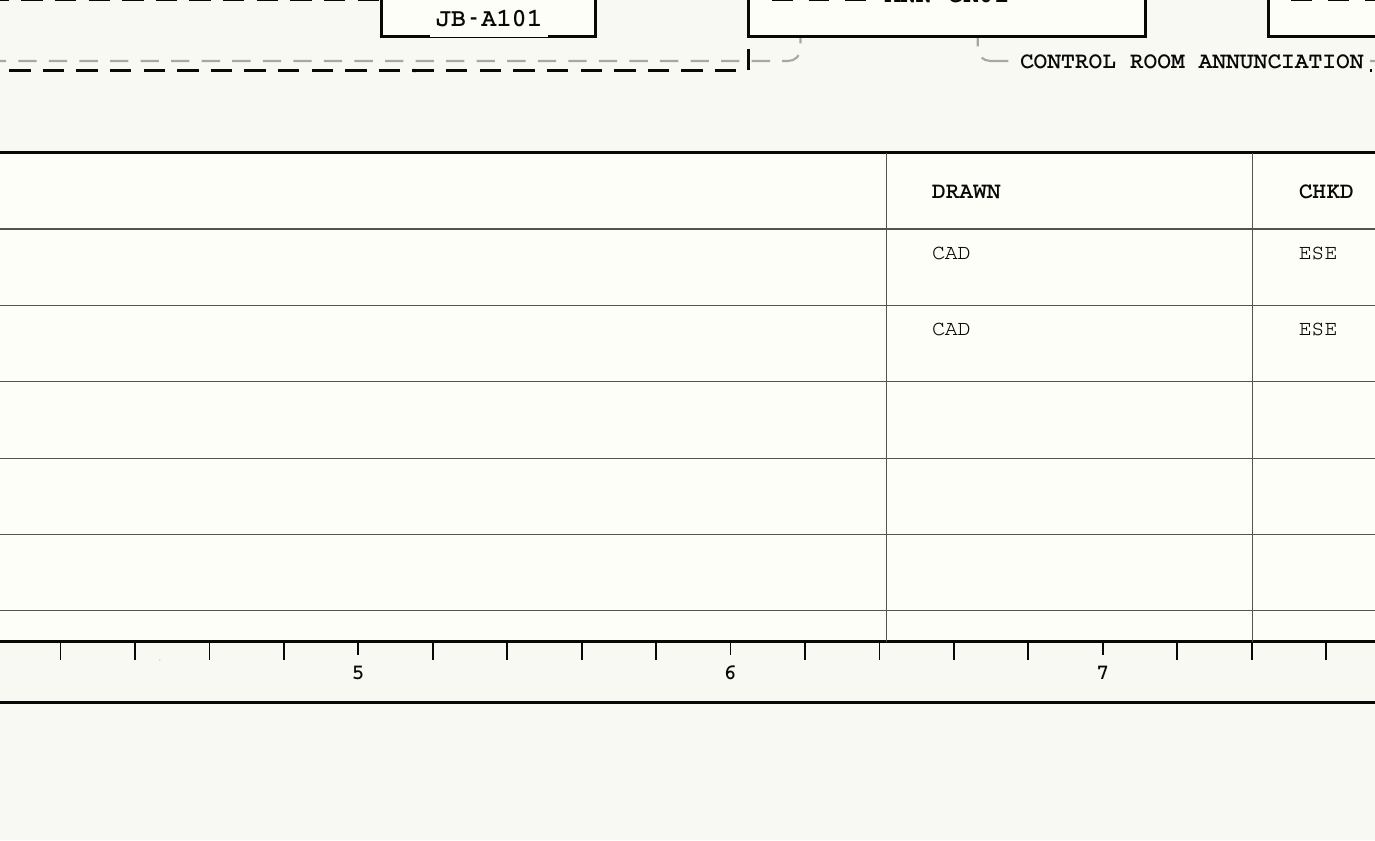 JB-A101
CONTROL ROOM ANNUNCIATION
DRAWN CHKD
CAD ESE
CAD ESE
5 6 7